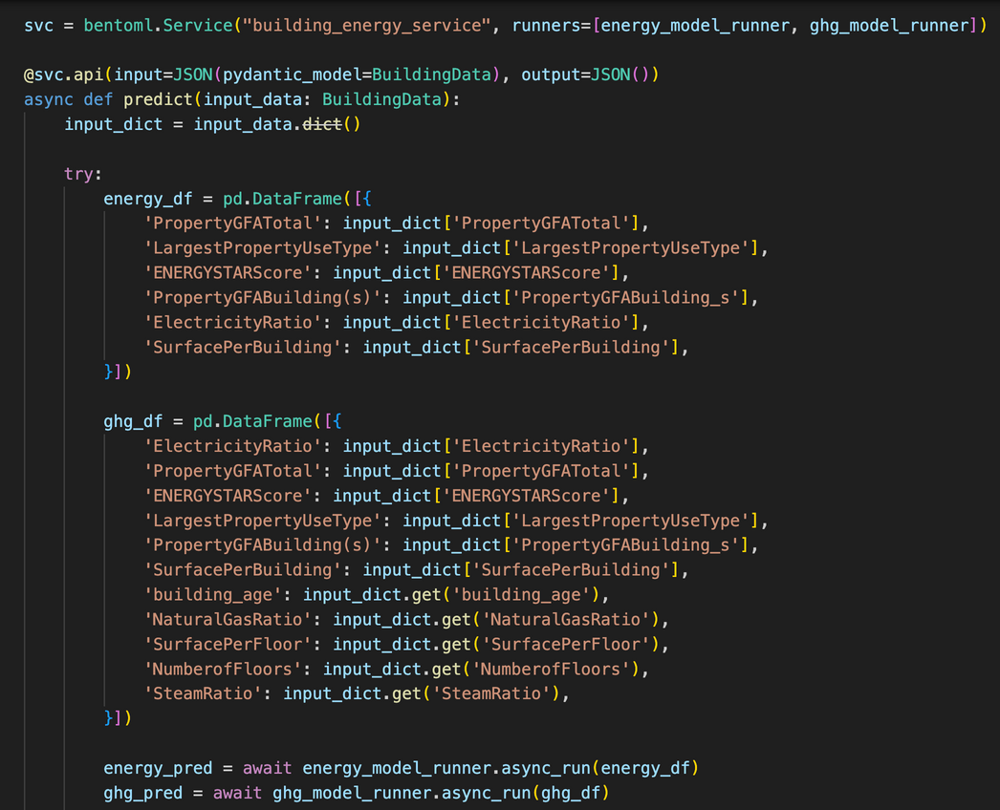 svc = bentoml.Service("building_energy_service", runners=[energy_model_runner, ghg_model_runner])
@svc.api(input=JSON(pydantic_model=BuildingData), output=JSON())
async def predict(input_data: BuildingData):
    input_dict = input_data.dict()
    try:
        energy_df = pd.DataFrame([{
            'PropertyGFATotal': input_dict['PropertyGFATotal'],
            'LargestPropertyUseType': input_dict['LargestPropertyUseType'],
            'ENERGYSTARScore': input_dict['ENERGYSTARScore'],
            'PropertyGFABuilding(s)': input_dict['PropertyGFABuilding_s'],
            'ElectricityRatio': input_dict['ElectricityRatio'],
            'SurfacePerBuilding': input_dict['SurfacePerBuilding'],
        }])
        ghg_df = pd.DataFrame([{
            'ElectricityRatio': input_dict['ElectricityRatio'],
            'PropertyGFATotal': input_dict['PropertyGFATotal'],
            'ENERGYSTARScore': input_dict['ENERGYSTARScore'],
            'LargestPropertyUseType': input_dict['LargestPropertyUseType'],
            'PropertyGFABuilding(s)': input_dict['PropertyGFABuilding_s'],
            'SurfacePerBuilding': input_dict['SurfacePerBuilding'],
            'building_age': input_dict.get('building_age'),
            'NaturalGasRatio': input_dict.get('NaturalGasRatio'),
            'SurfacePerFloor': input_dict.get('SurfacePerFloor'),
            'NumberofFloors': input_dict.get('NumberofFloors'),
            'SteamRatio': input_dict.get('SteamRatio'),
        }])
        energy_pred = await energy_model_runner.async_run(energy_df)
        ghg_pred = await ghg_model_runner.async_run(ghg_df)